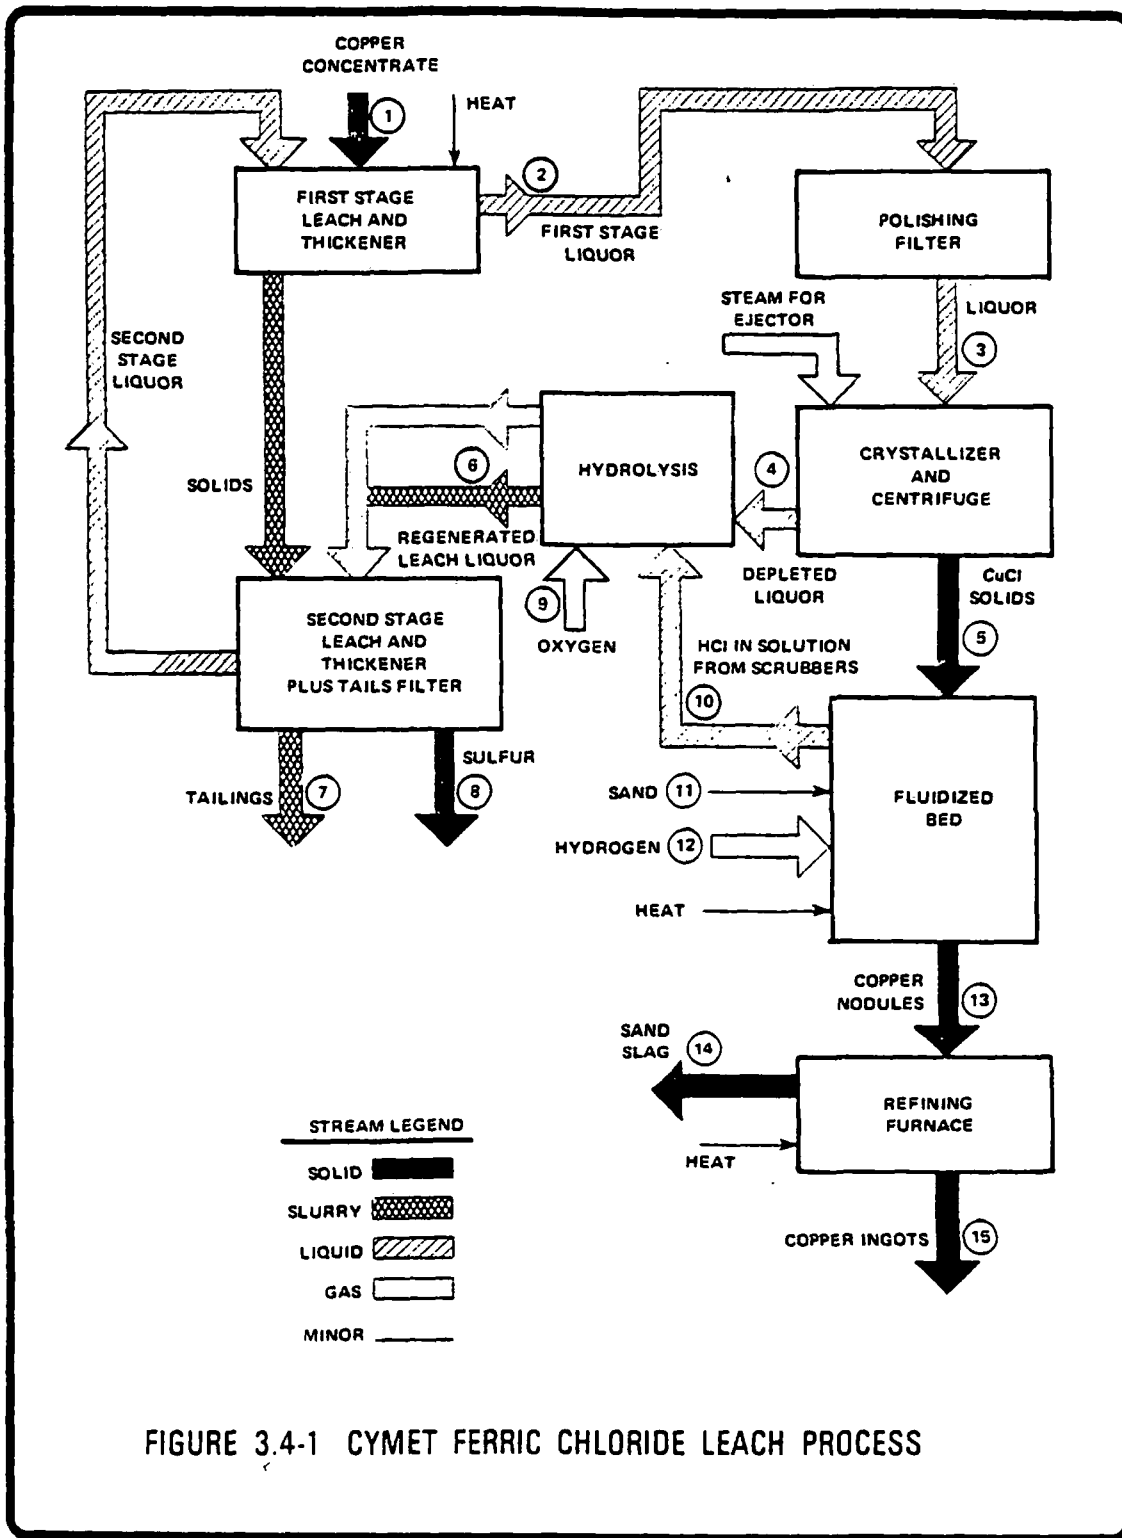 COPPER
CONCENTRATE
1
HEAT
FIRST STAGE
LEACH AND
THICKENER
2
FIRST STAGE
LIQUOR
POLISHING
FILTER
STEAM FOR
EJECTOR
LIQUOR
3
SECOND
STAGE
LIQUOR
SOLIDS
6
REGENERATED
LEACH LIQUOR
HYDROLYSIS
4
DEPLETED
LIQUOR
CRYSTALLIZER
AND
CENTRIFUGE
CuCl
SOLIDS
5
9
OXYGEN
HCl IN SOLUTION
FROM SCRUBBERS
10
SECOND STAGE
LEACH AND
THICKENER
PLUS TAILS FILTER
TAILINGS
7
SULFUR
8
SAND
11
HYDROGEN
12
HEAT
FLUIDIZED
BED
COPPER
NODULES
13
SAND
SLAG
14
REFINING
FURNACE
HEAT
COPPER INGOTS
15
STREAM LEGEND
SOLID
SLURRY
LIQUID
GAS
MINOR
FIGURE 3.4-1 CYMET FERRIC CHLORIDE LEACH PROCESS